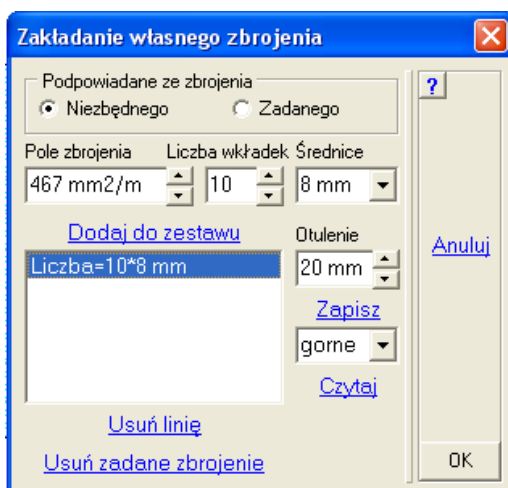 Zakładanie własnego zbrojenia
Podpowiadane ze zbrojenia
Niezbędnego Zadanego
?
Pole zbrojenia Liczba wkładek Średnice
467 mm2/m 10 8 mm
Dodaj do zestawu
Otulenie
Anuluj
Liczba=10*8 mm
20 mm
Zapisz
gorne
Czytaj
Usuń linię
Usuń zadane zbrojenie
OK